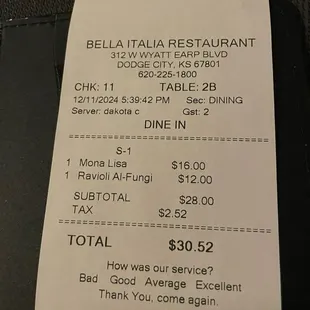 BELLA ITALIA RESTAURANT
312 W WYATT EARP BLVD
DODGE CITY, KS 67801
620-225-1800
CHK: 11 TABLE: 2B
12/11/2024 5:39:42 PM Sec: DINING
Server: dakota c Gst: 2
DINE IN
S-1
1 Mona Lisa $16.00
1 Ravioli Al-Fungi $12.00
SUBTOTAL $28.00
TAX $2.52
TOTAL $30.52
How was our service?
Bad Good Average Excellent
Thank You, come again.